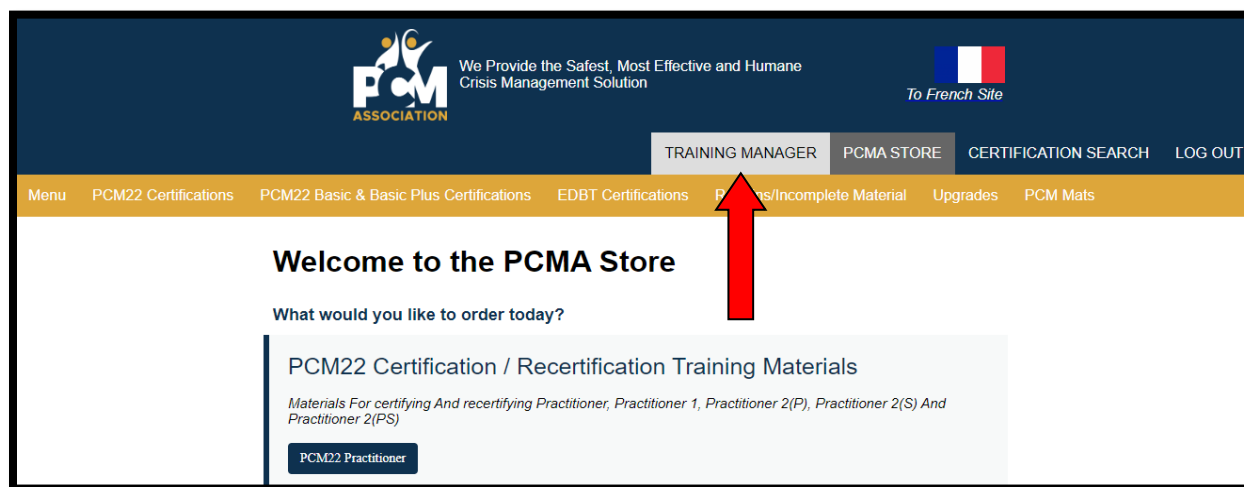 PCM
ASSOCIATION
We Provide the Safest, Most Effective and Humane
Crisis Management Solution
To French Site
TRAINING MANAGER PCMA STORE CERTIFICATION SEARCH LOG OUT
Menu PCM22 Certifications PCM22 Basic & Basic Plus Certifications EDBT Certifications /Incomplete Material Upgrades PCM Mats
Welcome to the PCMA Store
What would you like to order today?
PCM22 Certification / Recertification Training Materials
Materials For certifying And recertifying Practitioner, Practitioner 1, Practitioner 2(P), Practitioner 2(S) And
Practitioner 2(PS)
PCM22 Practitioner